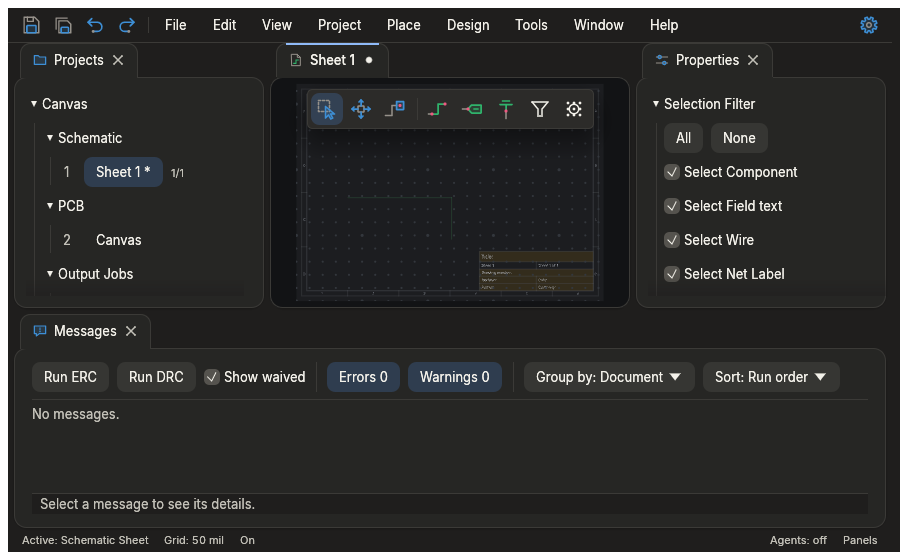 File Edit View Project Place Design Tools Window Help
Projects
Sheet 1
Properties
Canvas
Schematic
1 Sheet 1 * 1/1
PCB
2 Canvas
Output Jobs
Selection Filter
All None
Select Component
Select Field text
Select Wire
Select Net Label
Messages
Run ERC Run DRC Show waived Errors 0 Warnings 0 Group by: Document Sort: Run order
No messages.
Select a message to see its details.
Active: Schematic Sheet Grid: 50 mil On Agents: off Panels